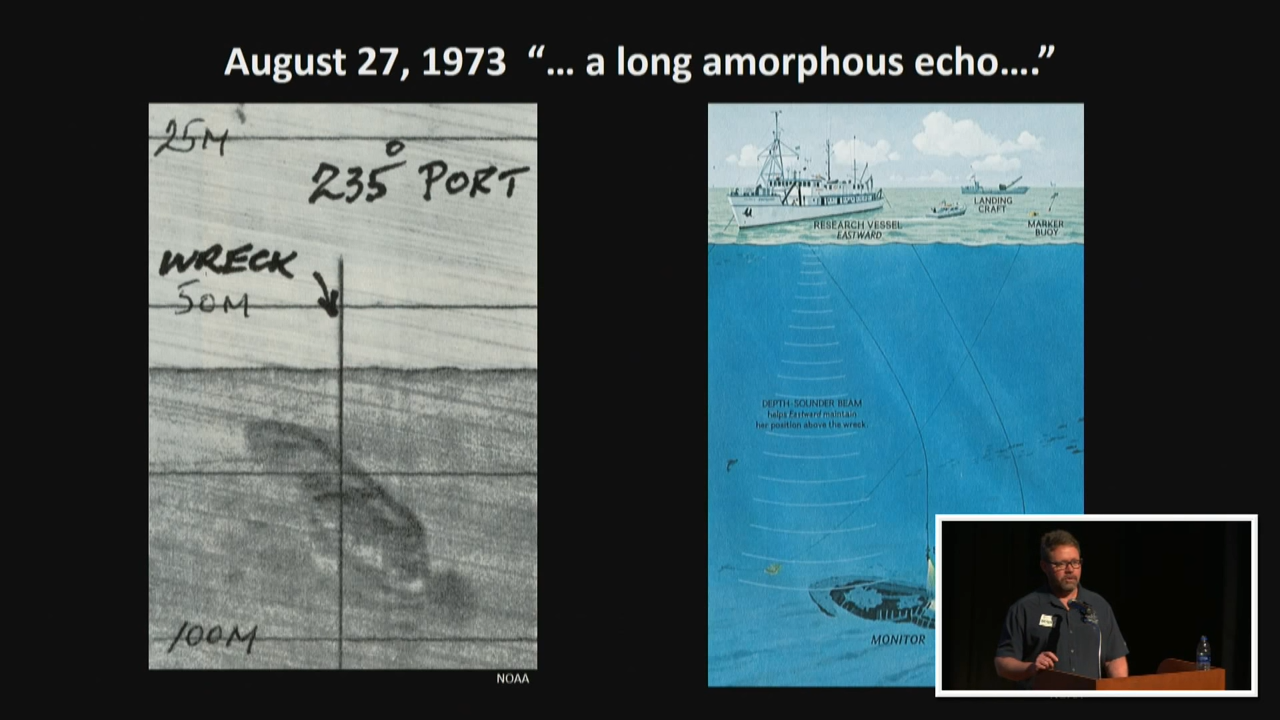 August 27, 1973 “... a long amorphous echo....”
25M
235° PORT
WRECK
50M
100M
NOAA
RESEARCH VESSEL
EASTWARD
LANDING
CRAFT
MARKER
BUOY
DEPTH-SOUNDER BEAM
helps Eastward maintain
her position above the wreck.
MONITOR